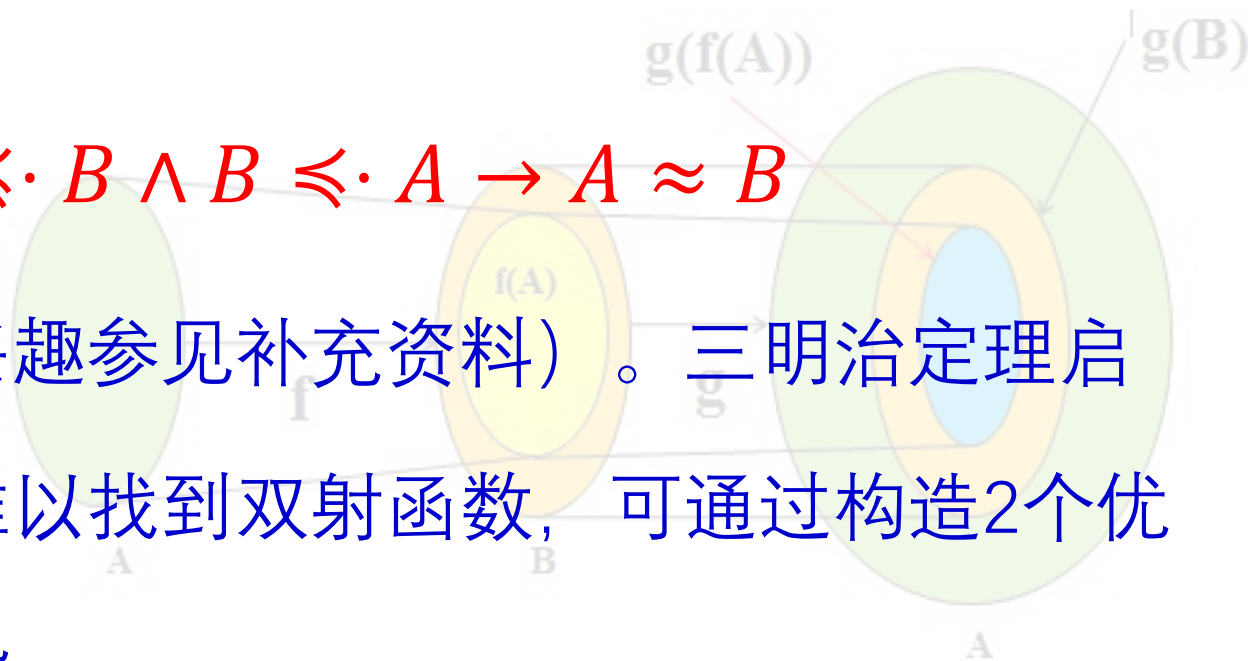 g(f(A)) g(B)
≼· B ∧ B ≼· A → A ≈ B
f(A)
趣参见补充资料）。三明治定理启
f g
以找到双射函数，可通过构造2个优
A B
A